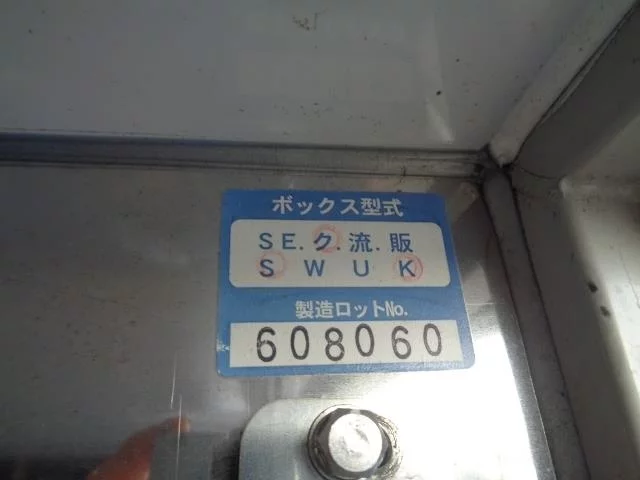 ボックス型式
SE.ク.流.販
S W U K
製造ロットNo.
608060